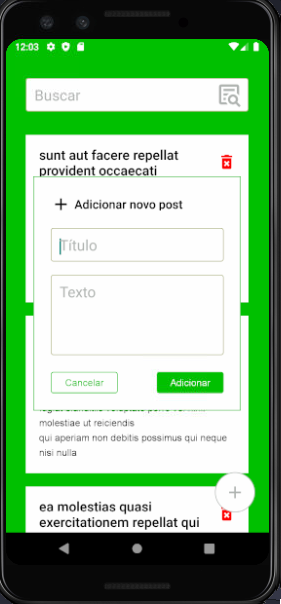 12:03
Buscar
sunt aut facere repellat
provident occaecati
Adicionar novo post
Título
Texto
Cancelar
Adicionar
molestiae ut reiciendis
qui aperiam non debitis possimus qui neque
nisi nulla
ea molestias quasi
exercitationem repellat qui